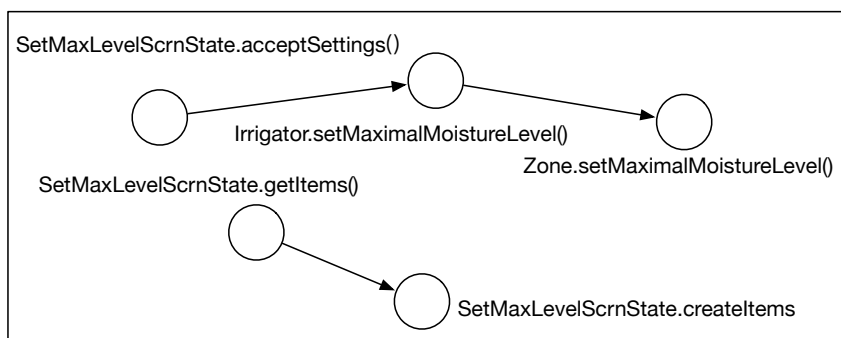 SetMaxLevelScrnState.acceptSettings()
Irrigator.setMaximalMoistureLevel()
Zone.setMaximalMoistureLevel()
SetMaxLevelScrnState.getItems()
SetMaxLevelScrnState.createItems